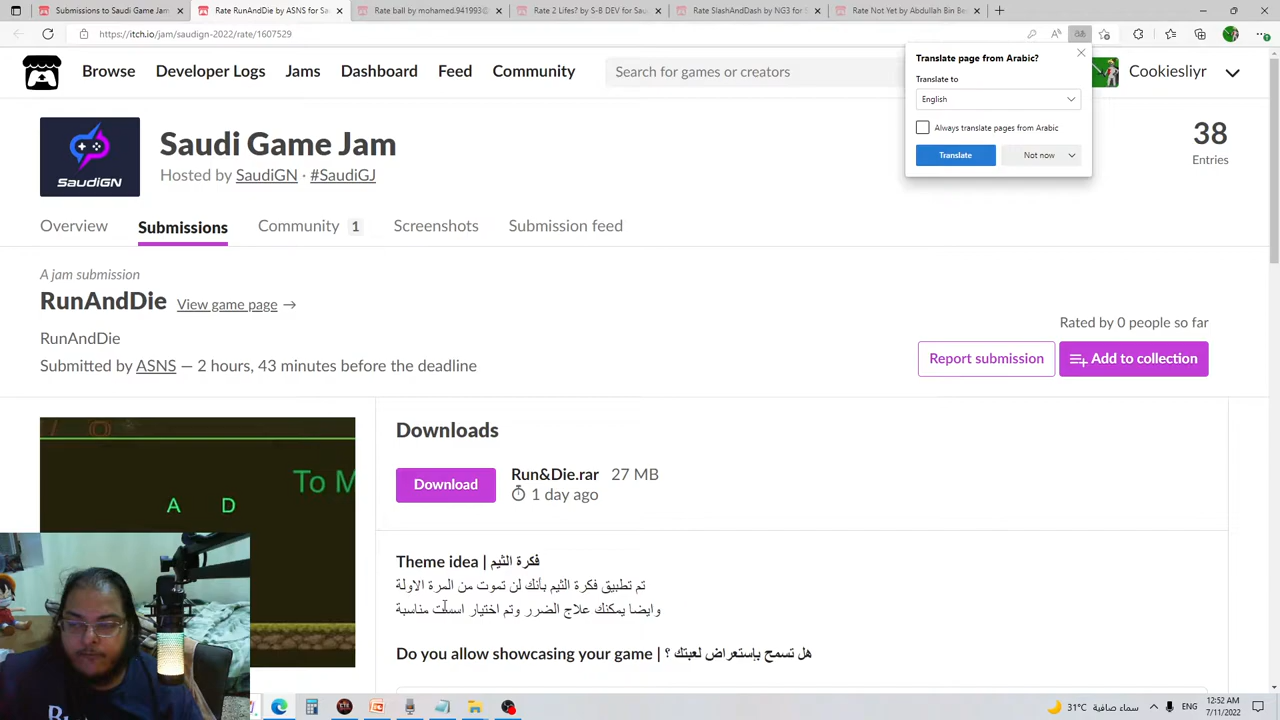 ANS Submissions to Saudi Game Jam
Rate RunAndDie by ASNS for Sa
Rate ball by mohamed.941993
Rate 2 Lifes? by S-B DEV for Sau
Rate SlashAndDash by NG3 for S
Rate Not Yet by Abdullah Bin Be
https://itch.io/jam/saudign-2022/rate/1607529
Browse
Developer Logs
Jams
Dashboard
Feed
Community
Search for games or creators
Cookiesliyr
Translate page from Arabic?
Translate to
English
Always translate pages from Arabic
Translate
Not now
SaudiGN
Saudi Game Jam
Hosted by SaudiGN · #SaudiGJ
38
Entries
Overview
Submissions
Community 1
Screenshots
Submission feed
A jam submission
RunAndDie View game page →
RunAndDie
Submitted by ASNS — 2 hours, 43 minutes before the deadline
Rated by 0 people so far
Report submission
Add to collection
To M
A D
Downloads
Download
Run&Die.rar 27 MB
1 day ago
Theme idea | فكرة الثيم
تم تطبيق فكرة الثيم بأنك لن تموت من المرة الاولة
وايضا يمكنك علاج الضرر وتم اختيار مناسبة
Do you allow showcasing your game | هل تسمح بإستعراض لعبتك ؟
31°C سماء صافية
ENG
12:52 AM
7/11/2022